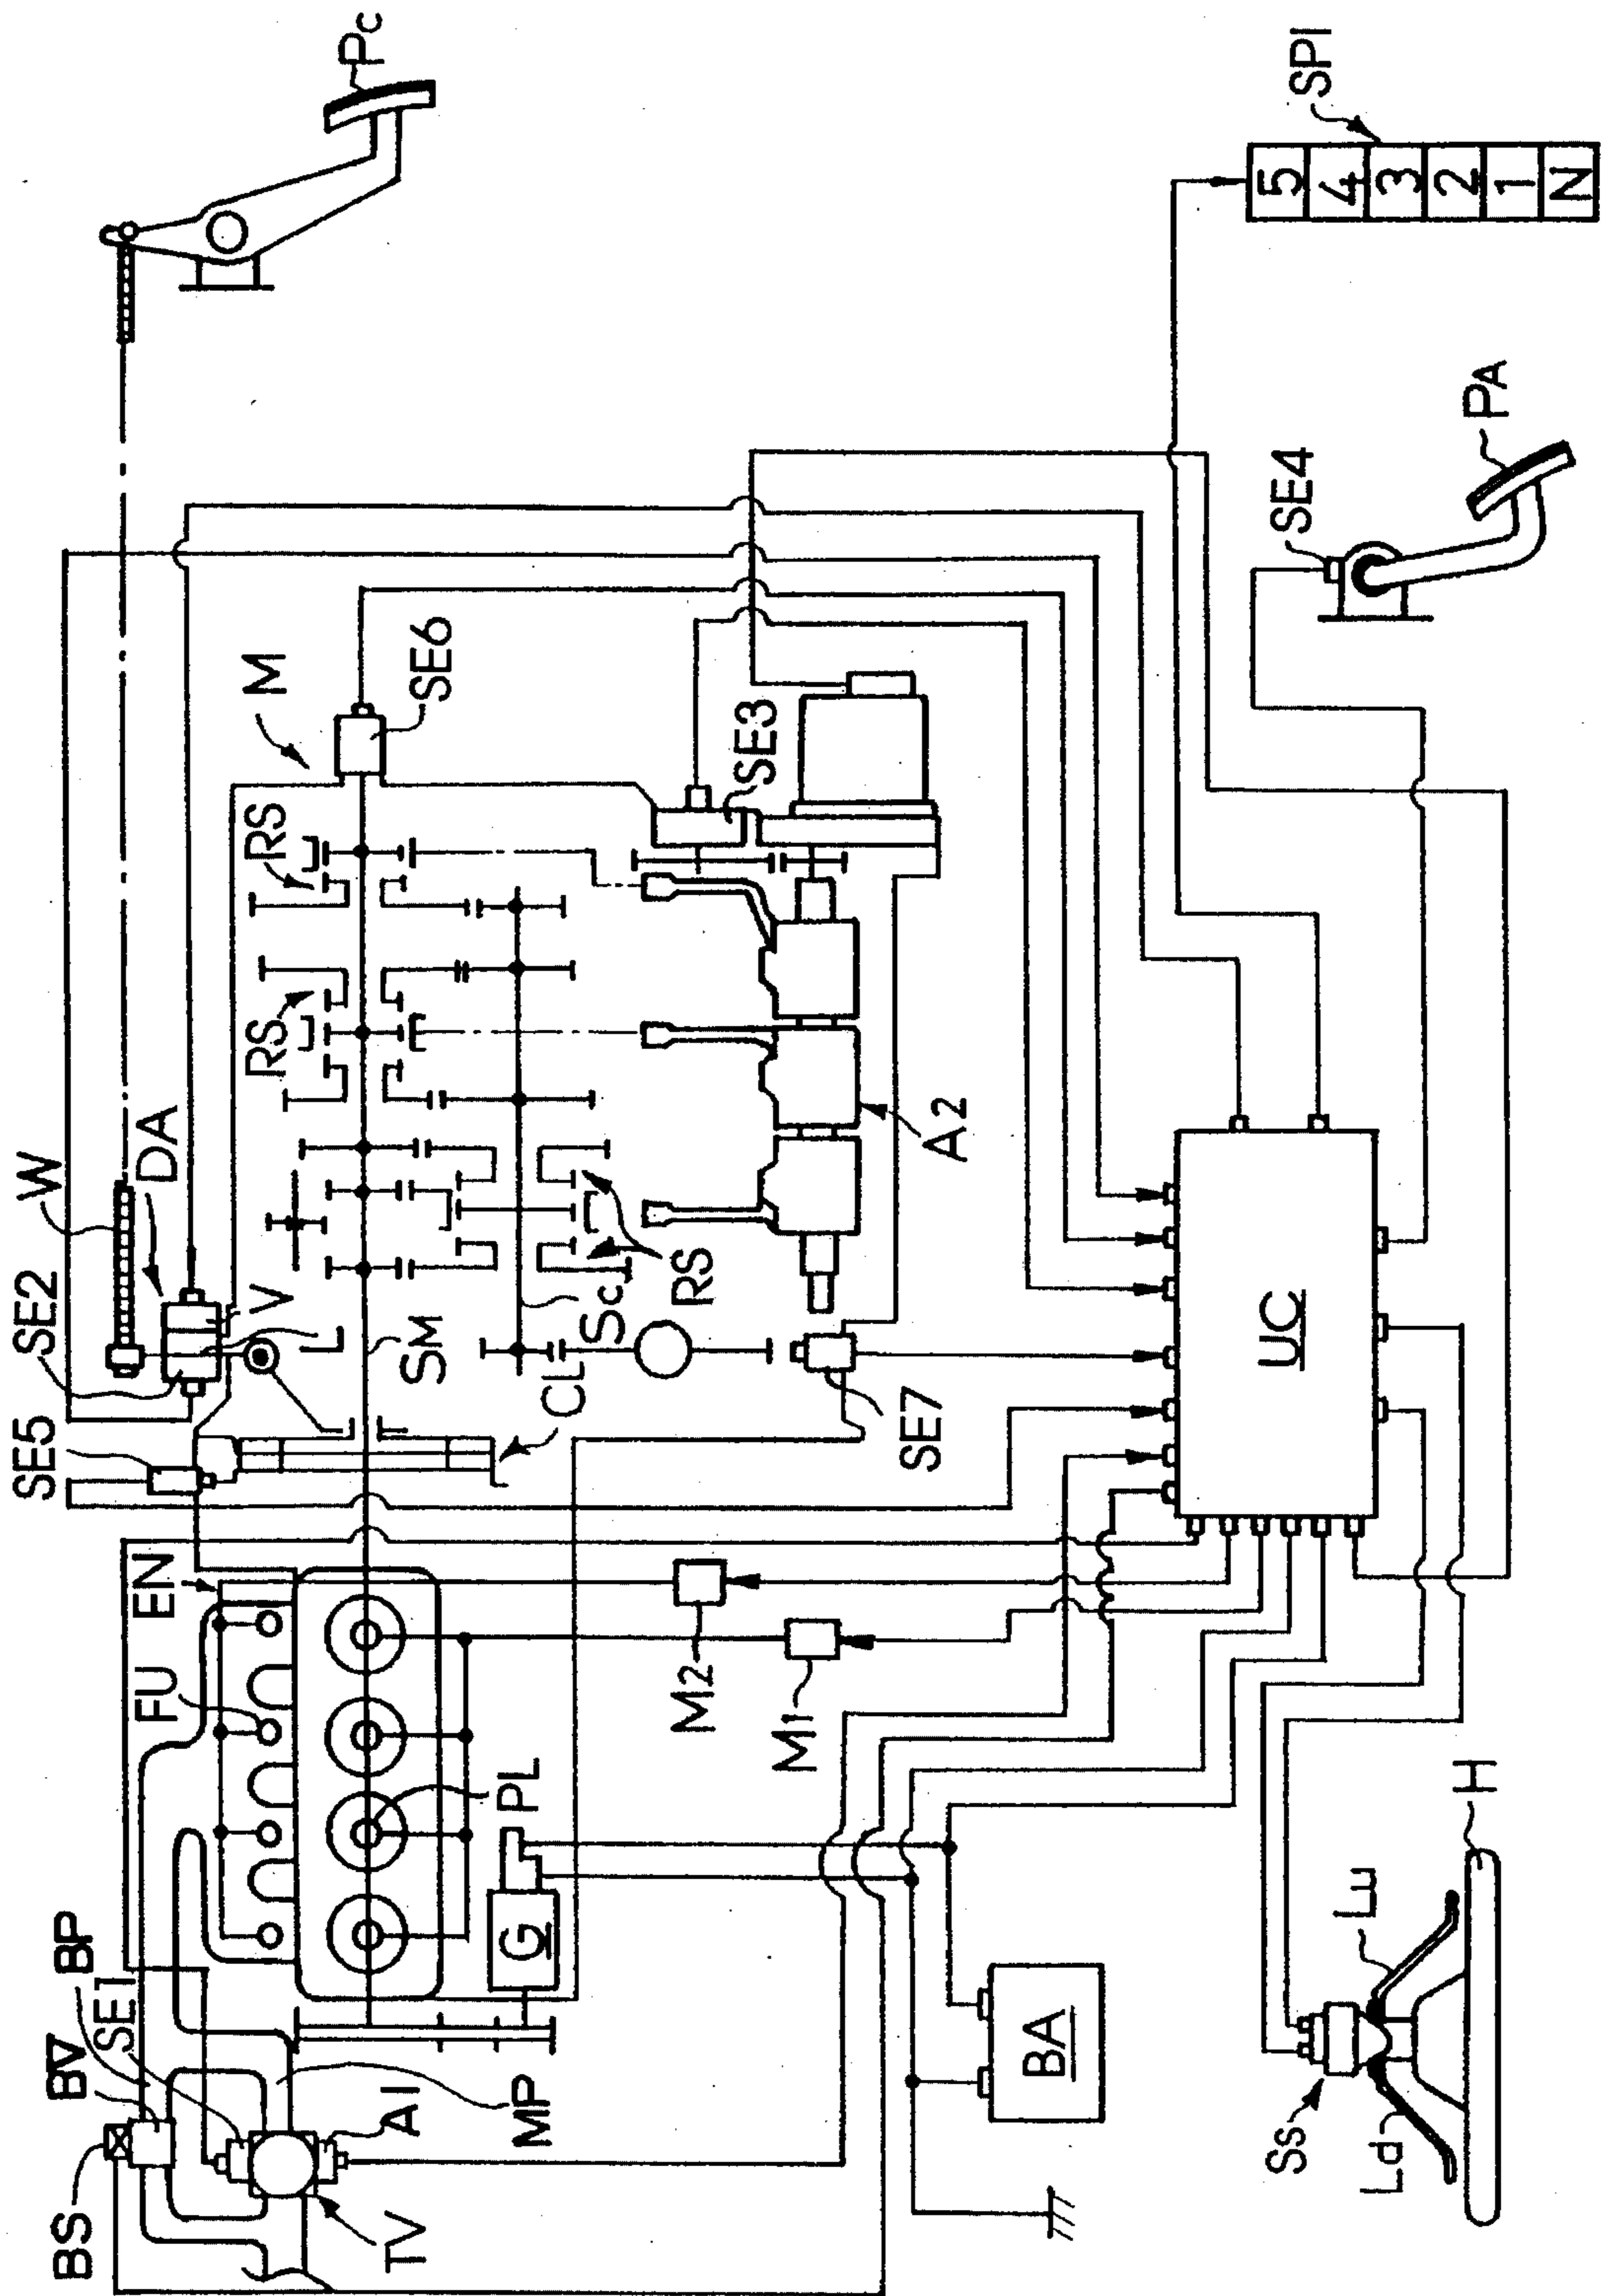 Pc
SPI
5
4
3
2
1
N
PA
SE4
M
SE6
SE3
RS
RS
W
DA
V
L
SE2
SE5
SM
Sc
CL
RS
A2
SE7
UC
EN
FU
M2
M1
PL
G
BP
SE1
BV
BS
TV
A1
MP
BA
H
Lu
Ld
Ss